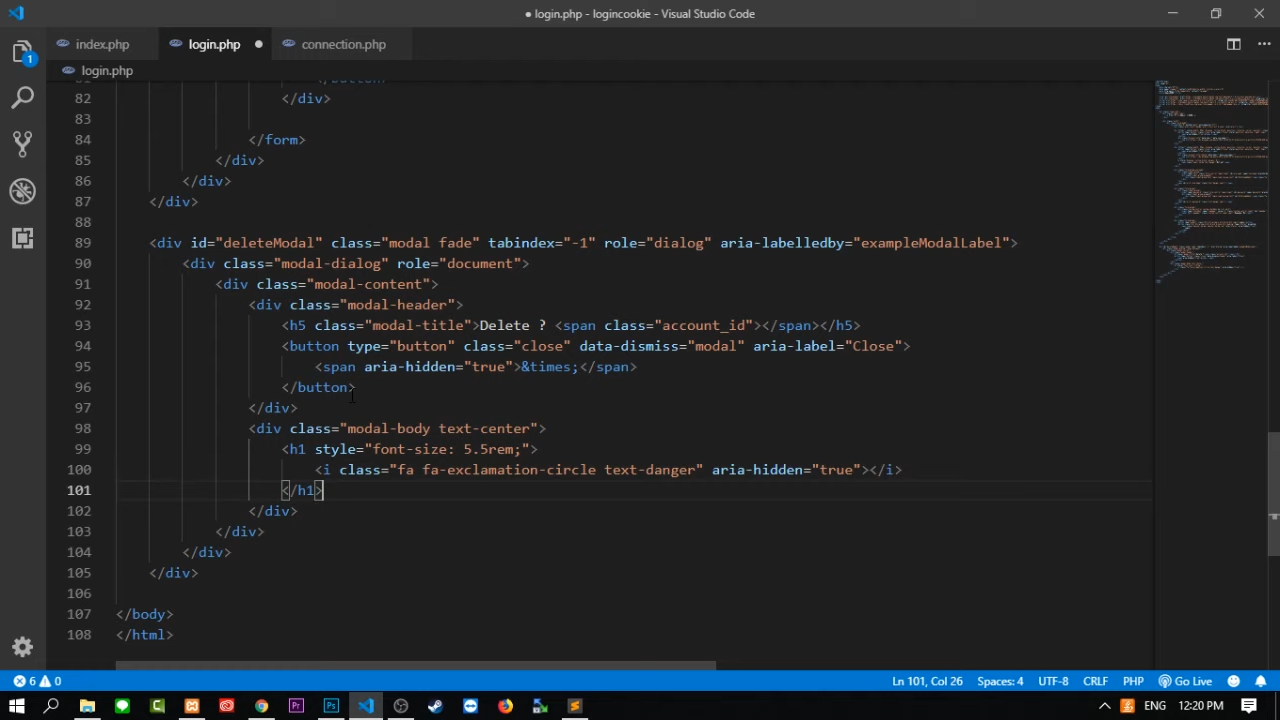 ● login.php - logincookie - Visual Studio Code
index.php
login.php
connection.php
login.php
82 </div>
83
84 </form>
85 </div>
86 </div>
87 </div>
88
89 <div id="deleteModal" class="modal fade" tabindex="-1" role="dialog" aria-labelledby="exampleModalLabel">
90 <div class="modal-dialog" role="document">
91 <div class="modal-content">
92 <div class="modal-header">
93 <h5 class="modal-title">Delete ? <span class="account_id"></span></h5>
94 <button type="button" class="close" data-dismiss="modal" aria-label="Close">
95 <span aria-hidden="true">&times;</span>
96 </button>
97 </div>
98 <div class="modal-body text-center">
99 <h1 style="font-size: 5.5rem;">
100 <i class="fa fa-exclamation-circle text-danger" aria-hidden="true"></i>
101 </h1>
102 </div>
103 </div>
104 </div>
105 </div>
106
107 </body>
108 </html>
1
6 0 Ln 101, Col 26 Spaces: 4 UTF-8 CRLF PHP Go Live
12:20 PM